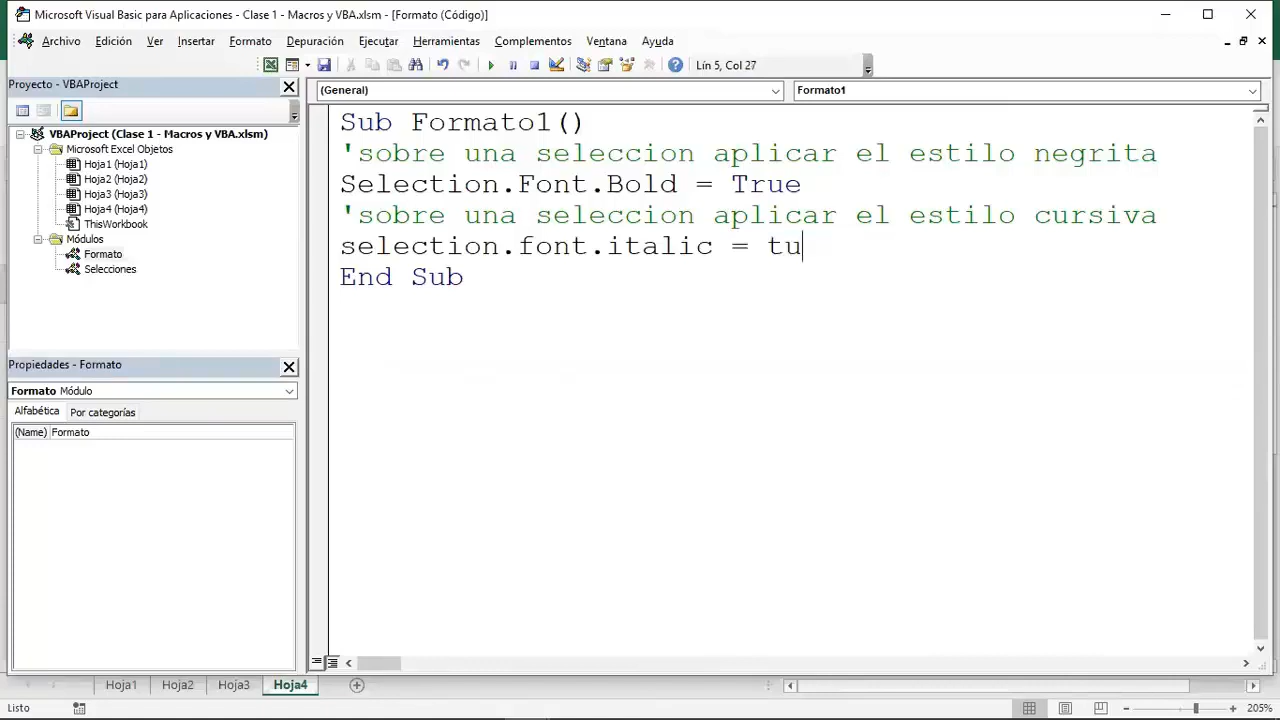 Microsoft Visual Basic para Aplicaciones - Clase 1 - Macros y VBA.xlsm - [Formato (Código)]
Archivo Edición Ver Insertar Formato Depuración Ejecutar Herramientas Complementos Ventana Ayuda
Lín 5, Col 27
Proyecto - VBAProject
(General) Formato1
VBAProject (Clase 1 - Macros y VBA.xlsm)
Microsoft Excel Objetos
Hoja1 (Hoja1)
Hoja2 (Hoja2)
Hoja3 (Hoja3)
Hoja4 (Hoja4)
ThisWorkbook
Módulos
Formato
Selecciones
Sub Formato1()
'sobre una seleccion aplicar el estilo negrita
Selection.Font.Bold = True
'sobre una seleccion aplicar el estilo cursiva
selection.font.italic = tu
End Sub
Propiedades - Formato
Formato Módulo
Alfabética Por categorías
(Name) Formato
Hoja1 Hoja2 Hoja3 Hoja4
Listo
205%